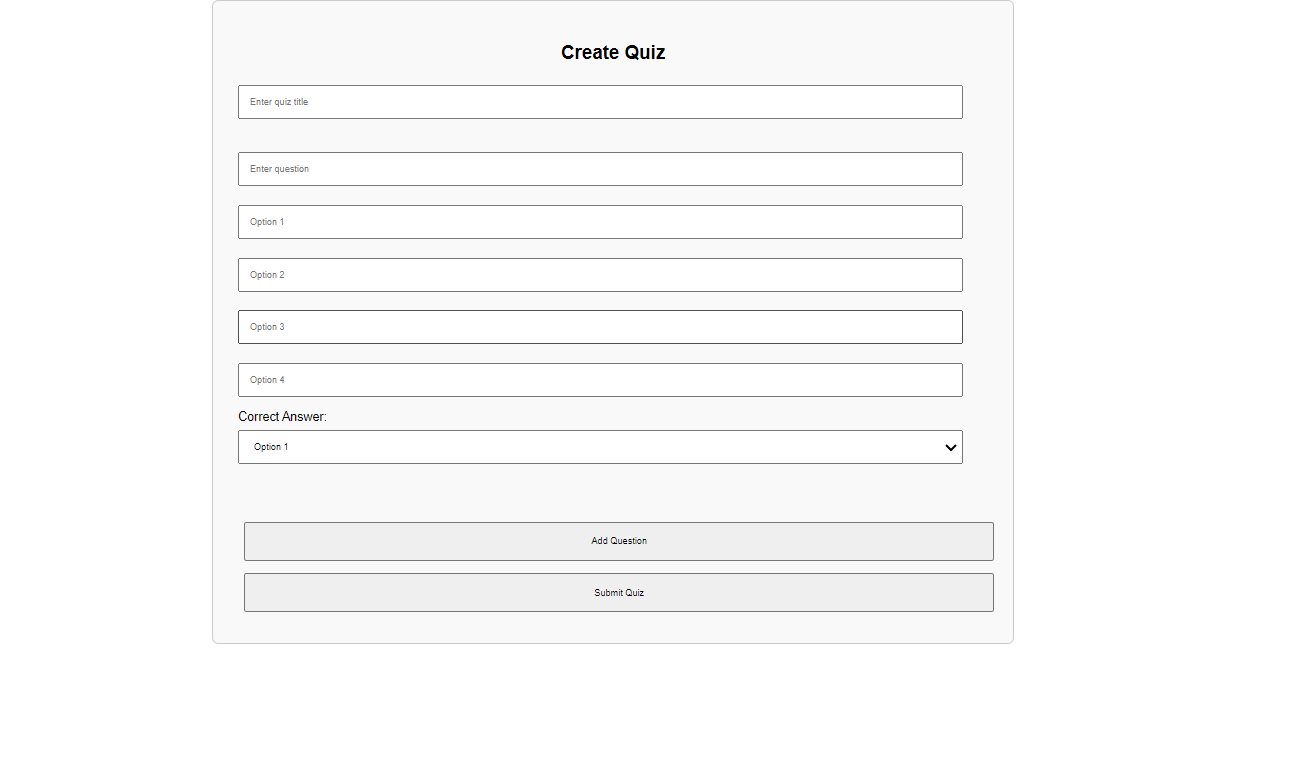 Create Quiz
Enter quiz title
Enter question
Option 1
Option 2
Option 3
Option 4
Correct Answer:
Option 1
Add Question
Submit Quiz